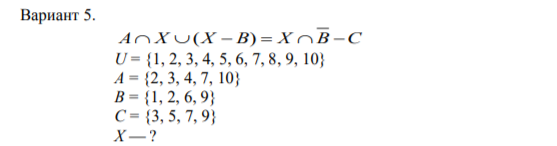 Вариант 5.
A ∩ X ∪ (X – B) = X ∩ B̅ – C
U = {1, 2, 3, 4, 5, 6, 7, 8, 9, 10}
A = {2, 3, 4, 7, 10}
B = {1, 2, 6, 9}
C = {3, 5, 7, 9}
X — ?